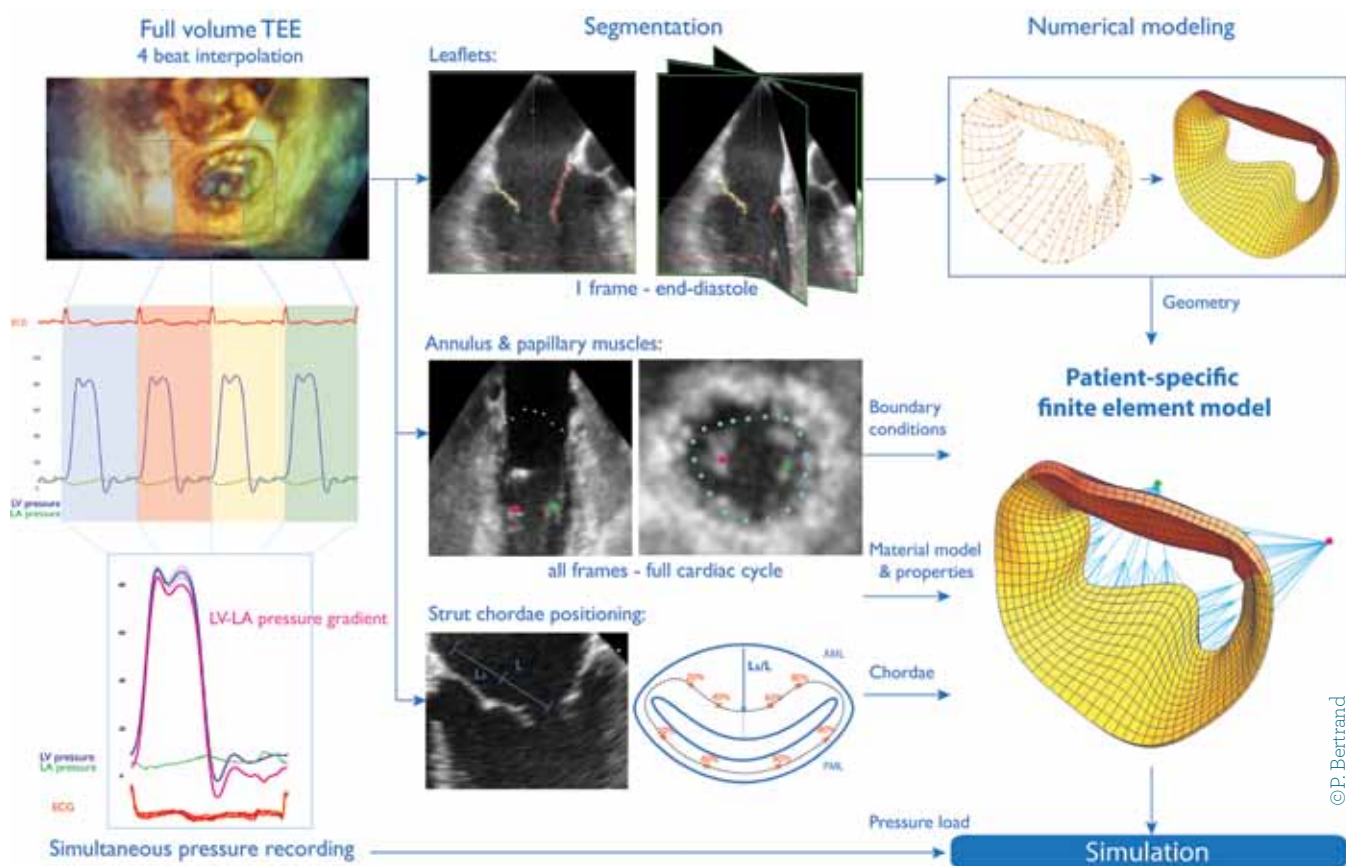 Full volume TEE
4 beat interpolation
Segmentation
Numerical modeling
Leaflets:
1 frame - end-diastole
Geometry
ECG
LV pressure
LA pressure
Annulus & papillary muscles:
all frames - full cardiac cycle
Boundary
conditions
Patient-specific
finite element model
Material model
& properties
LV-LA pressure gradient
LV pressure
LA pressure
ECG
Strut chordae positioning:
L
Ls
Ls/L
AML
PML
Chordae
Pressure load
Simultaneous pressure recording
Simulation
©P. Bertrand